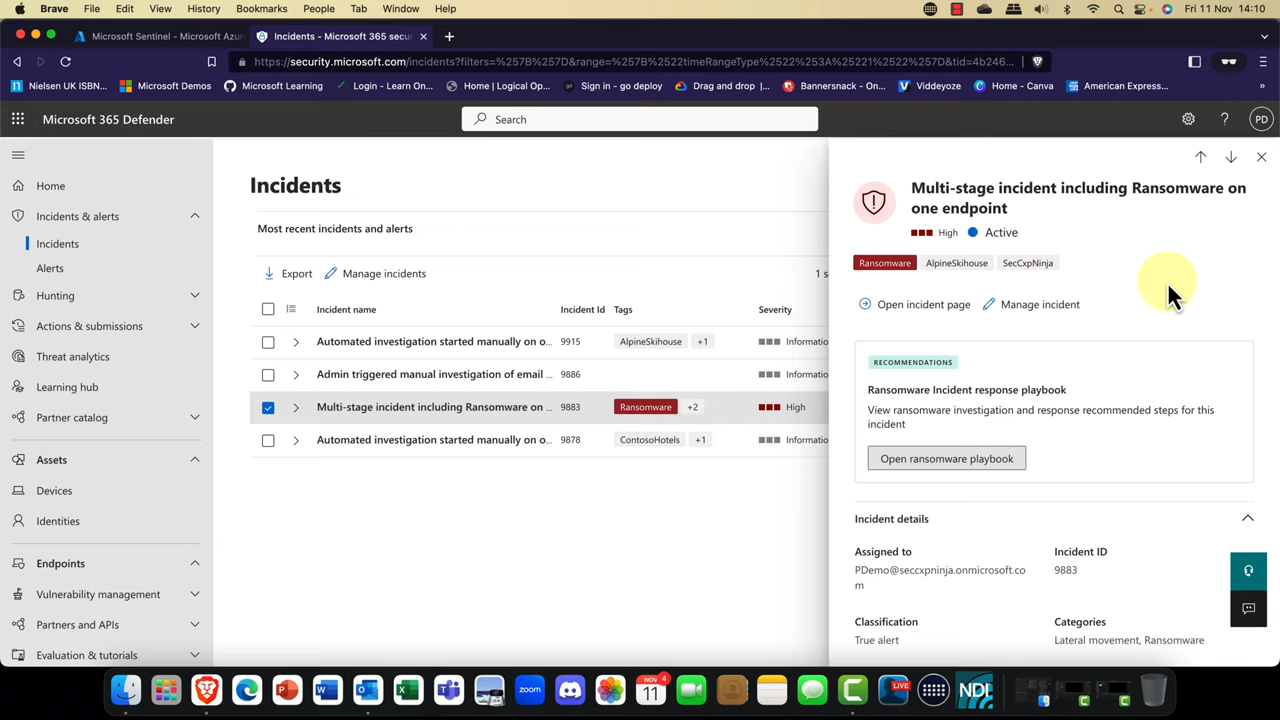 Brave File Edit View History Bookmarks People Tab Window Help Fri 11 Nov 14:10
Microsoft Sentinel - Microsoft Azur Incidents - Microsoft 365 secur
https://security.microsoft.com/incidents?filters=%257B%257D&range=%257B%2522timeRangeType%2522%253A%25221%2522%257D&tid=4b246...
Nielsen UK ISBN... Microsoft Demos Microsoft Learning Login - Learn On... Home | Logical Op... Sign in - go deploy Drag and drop |... Bannersnack - On... Viddeyoze Home - Canva American Express... »
Microsoft 365 Defender Search ? PD
Home
Incidents & alerts
Incidents
Alerts
Hunting
Actions & submissions
Threat analytics
Learning hub
Partner catalog
Assets
Devices
Identities
Endpoints
Vulnerability management
Partners and APIs
Evaluation & tutorials
Incidents
Most recent incidents and alerts
Export Manage incidents 1 s
Incident name Incident Id Tags Severity
Automated investigation started manually on o... 9915 AlpineSkihouse +1 Informatio
Admin triggered manual investigation of email ... 9886 Informatio
Multi-stage incident including Ransomware on ... 9883 Ransomware +2 High
Automated investigation started manually on o... 9878 ContosoHotels +1 Informatio
Multi-stage incident including Ransomware on
one endpoint
High Active
Ransomware AlpineSkihouse SecCxpNinja
Open incident page Manage incident
RECOMMENDATIONS
Ransomware Incident response playbook
View ransomware investigation and response recommended steps for this
incident
Open ransomware playbook
Incident details
Assigned to Incident ID
PDemo@seccxpninja.onmicrosoft.co 9883
m
Classification Categories
True alert Lateral movement, Ransomware
NOV 4
11
zoom
LIVE
NDI